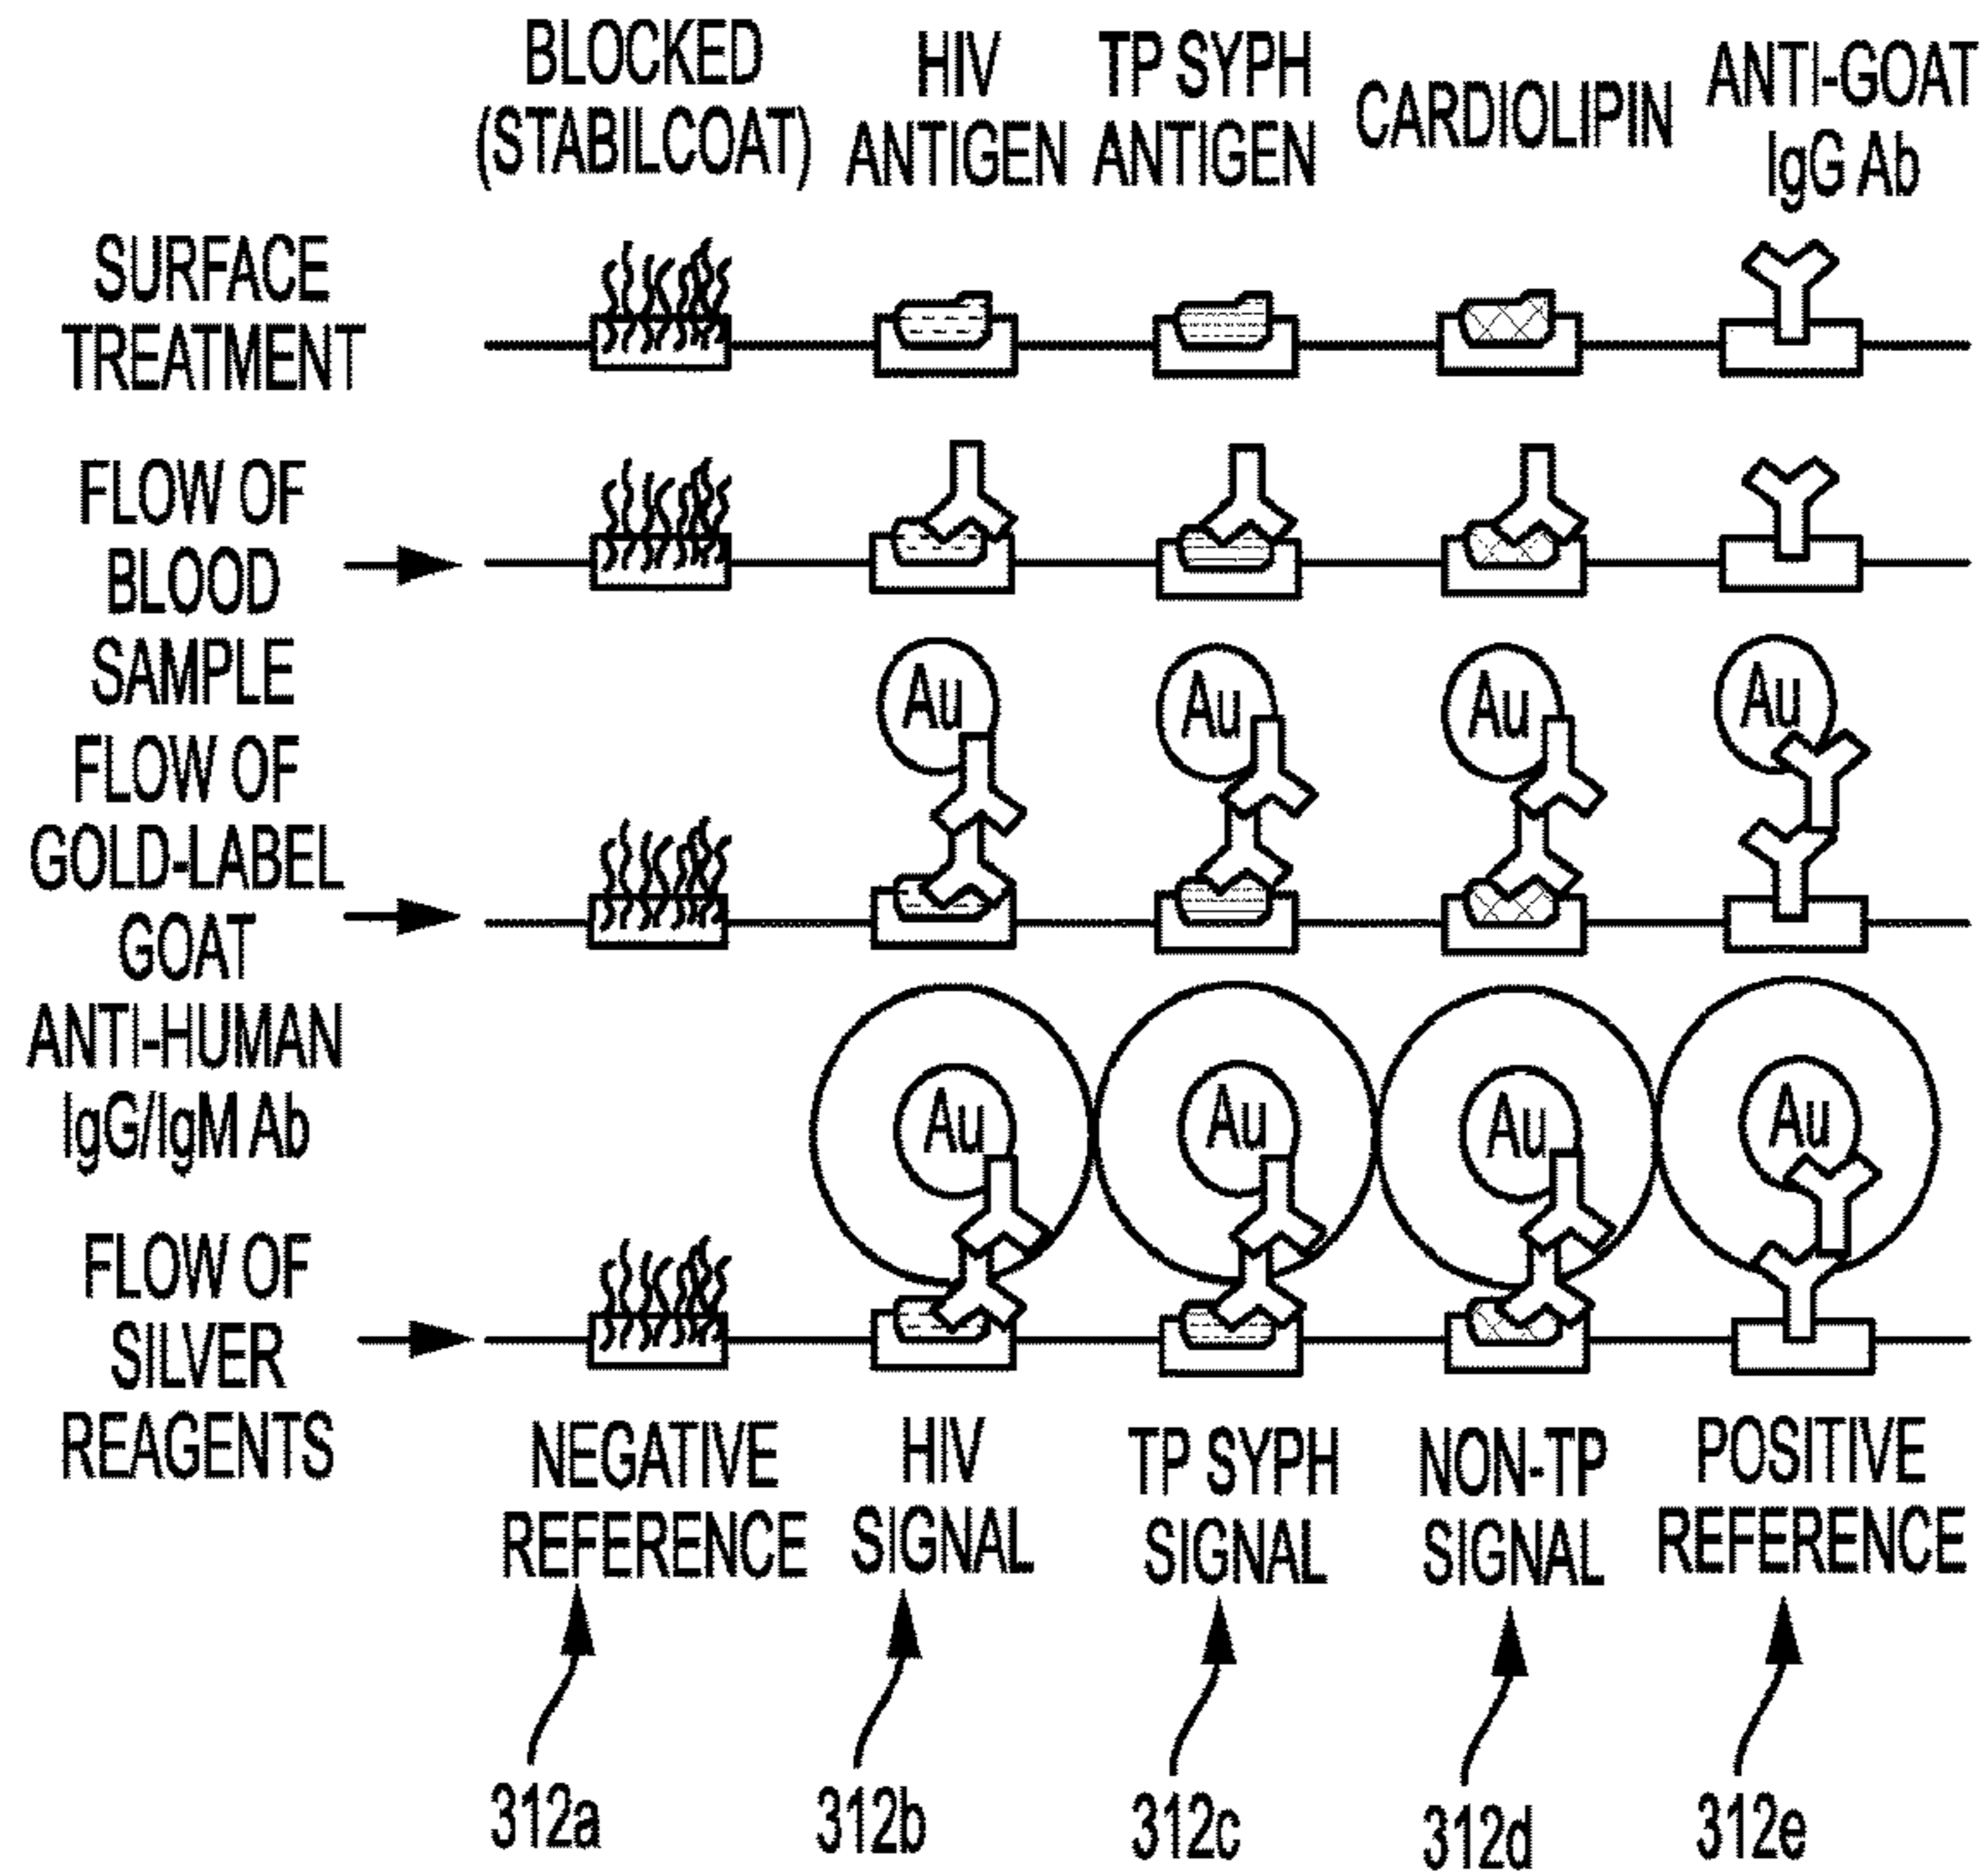 BLOCKED
(STABILCOAT)
HIV
ANTIGEN
TP SYPH
ANTIGEN
CARDIOLIPIN
ANTI-GOAT
IgG Ab
SURFACE
TREATMENT
FLOW OF
BLOOD
SAMPLE
Au
Au
Au
Au
FLOW OF
GOLD-LABEL
GOAT
ANTI-HUMAN
IgG/IgM Ab
Au
Au
Au
Au
FLOW OF
SILVER
REAGENTS
NEGATIVE
REFERENCE
HIV
SIGNAL
TP SYPH
SIGNAL
NON-TP
SIGNAL
POSITIVE
REFERENCE
312a
312b
312c
312d
312e